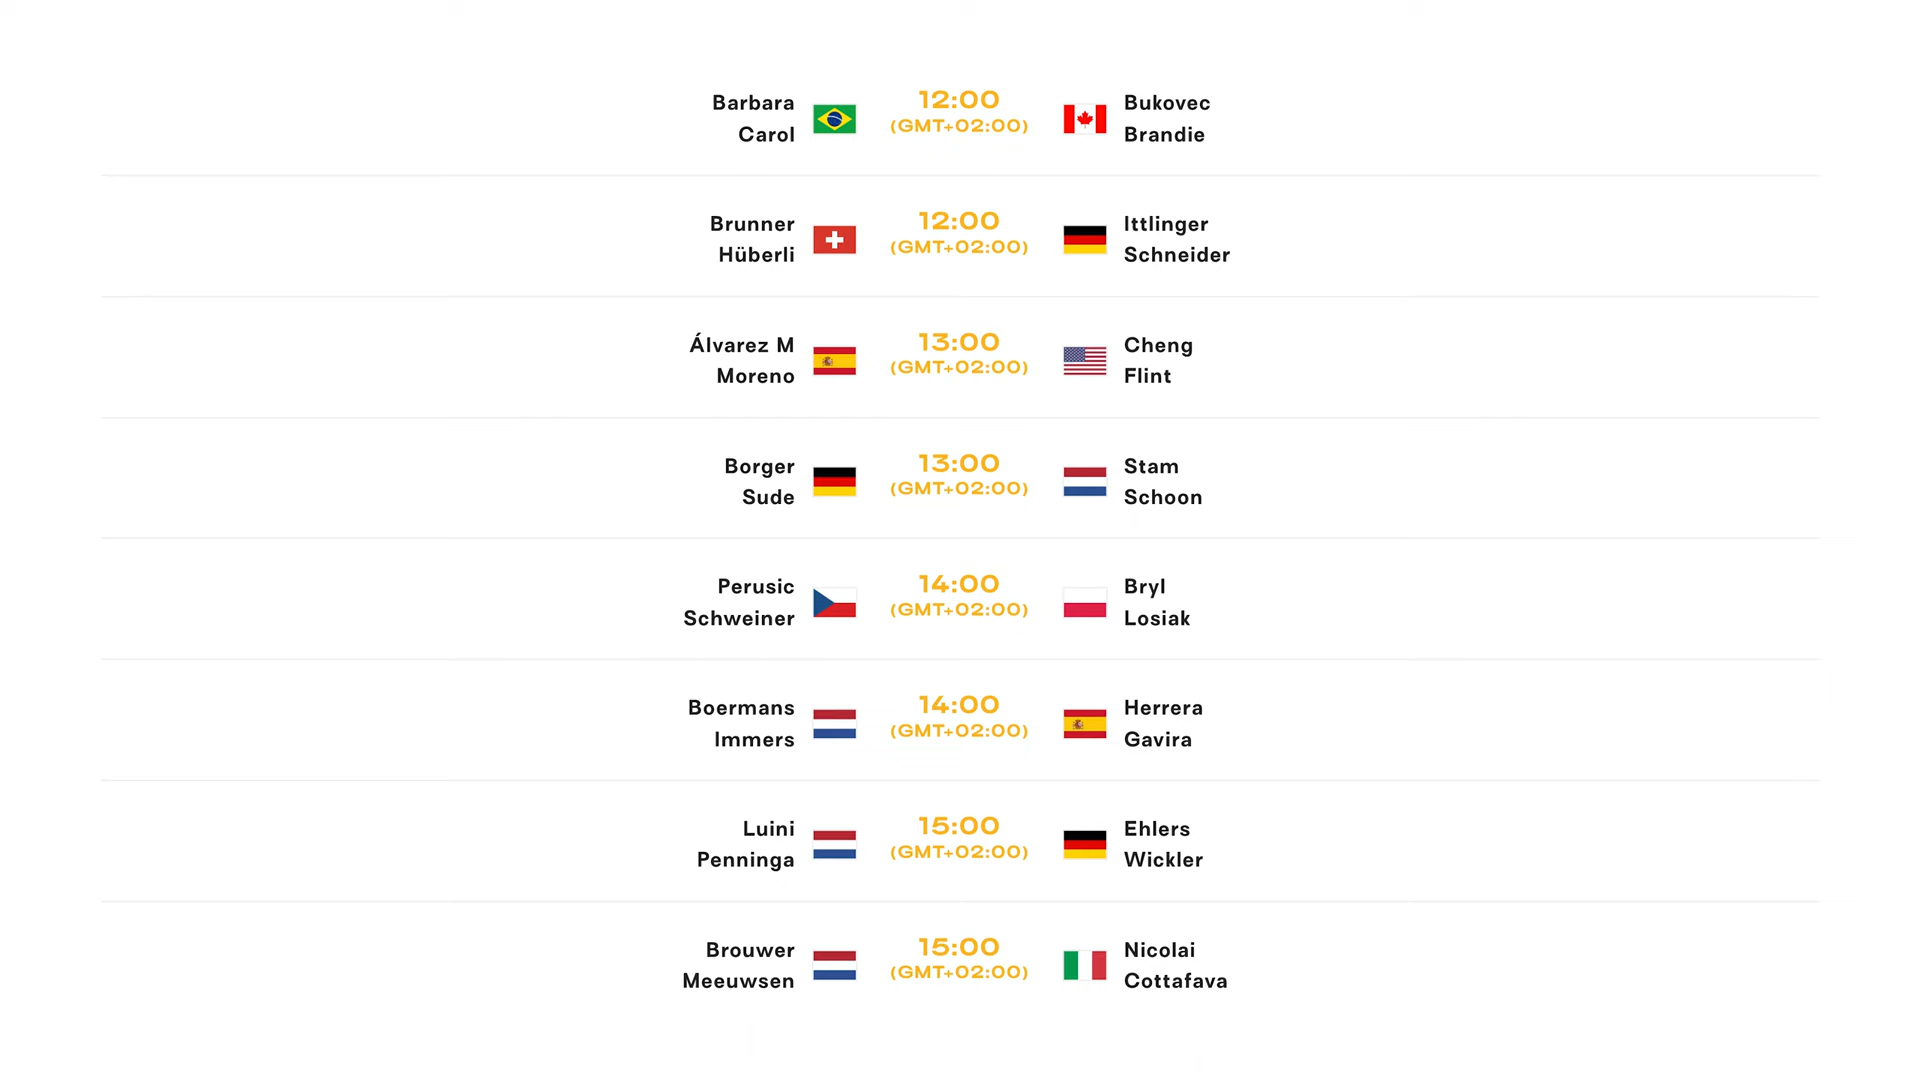 Barbara
Carol
12:00
(GMT+02:00)
Bukovec
Brandie
Brunner
Hüberli
12:00
(GMT+02:00)
Ittlinger
Schneider
Álvarez M
Moreno
13:00
(GMT+02:00)
Cheng
Flint
Borger
Sude
13:00
(GMT+02:00)
Stam
Schoon
Perusic
Schweiner
14:00
(GMT+02:00)
Bryl
Losiak
Boermans
Immers
14:00
(GMT+02:00)
Herrera
Gavira
Luini
Penninga
15:00
(GMT+02:00)
Ehlers
Wickler
Brouwer
Meeuwsen
15:00
(GMT+02:00)
Nicolai
Cottafava